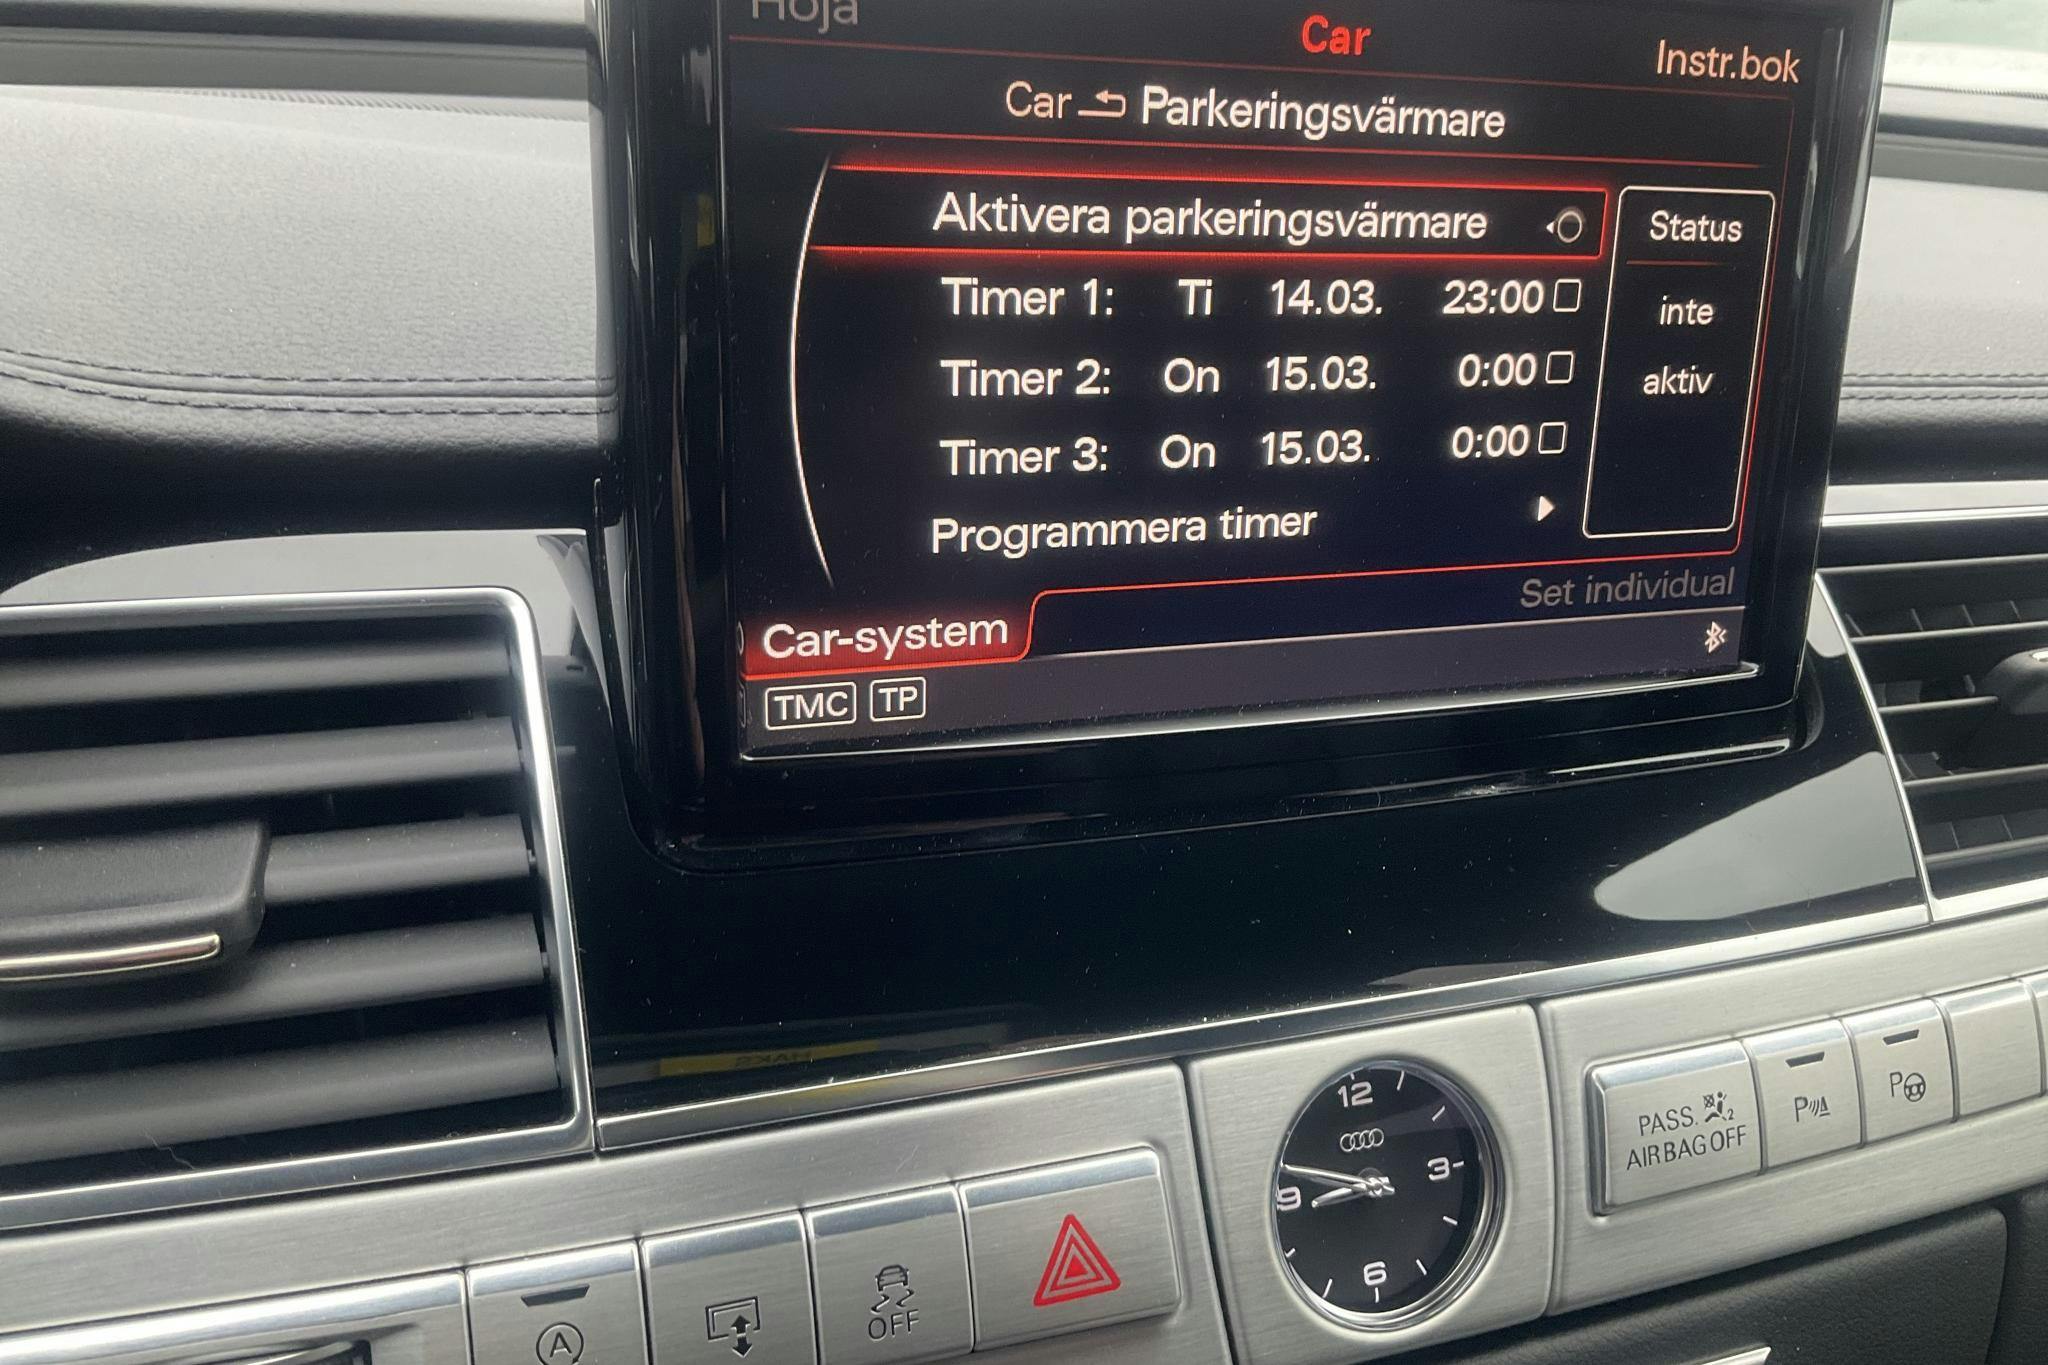 Höja
Car
Instr.bok
Car Parkeringsvärmare
Aktivera parkeringsvärmare
Timer 1: Ti 14.03. 23:00
Timer 2: On 15.03. 0:00
Timer 3: On 15.03. 0:00
Programmera timer
Status
inte
aktiv
Set individual
Car-system
TMC TP
12
3
6
9
PASS. 2
AIRBAG OFF
P
P
A
OFF